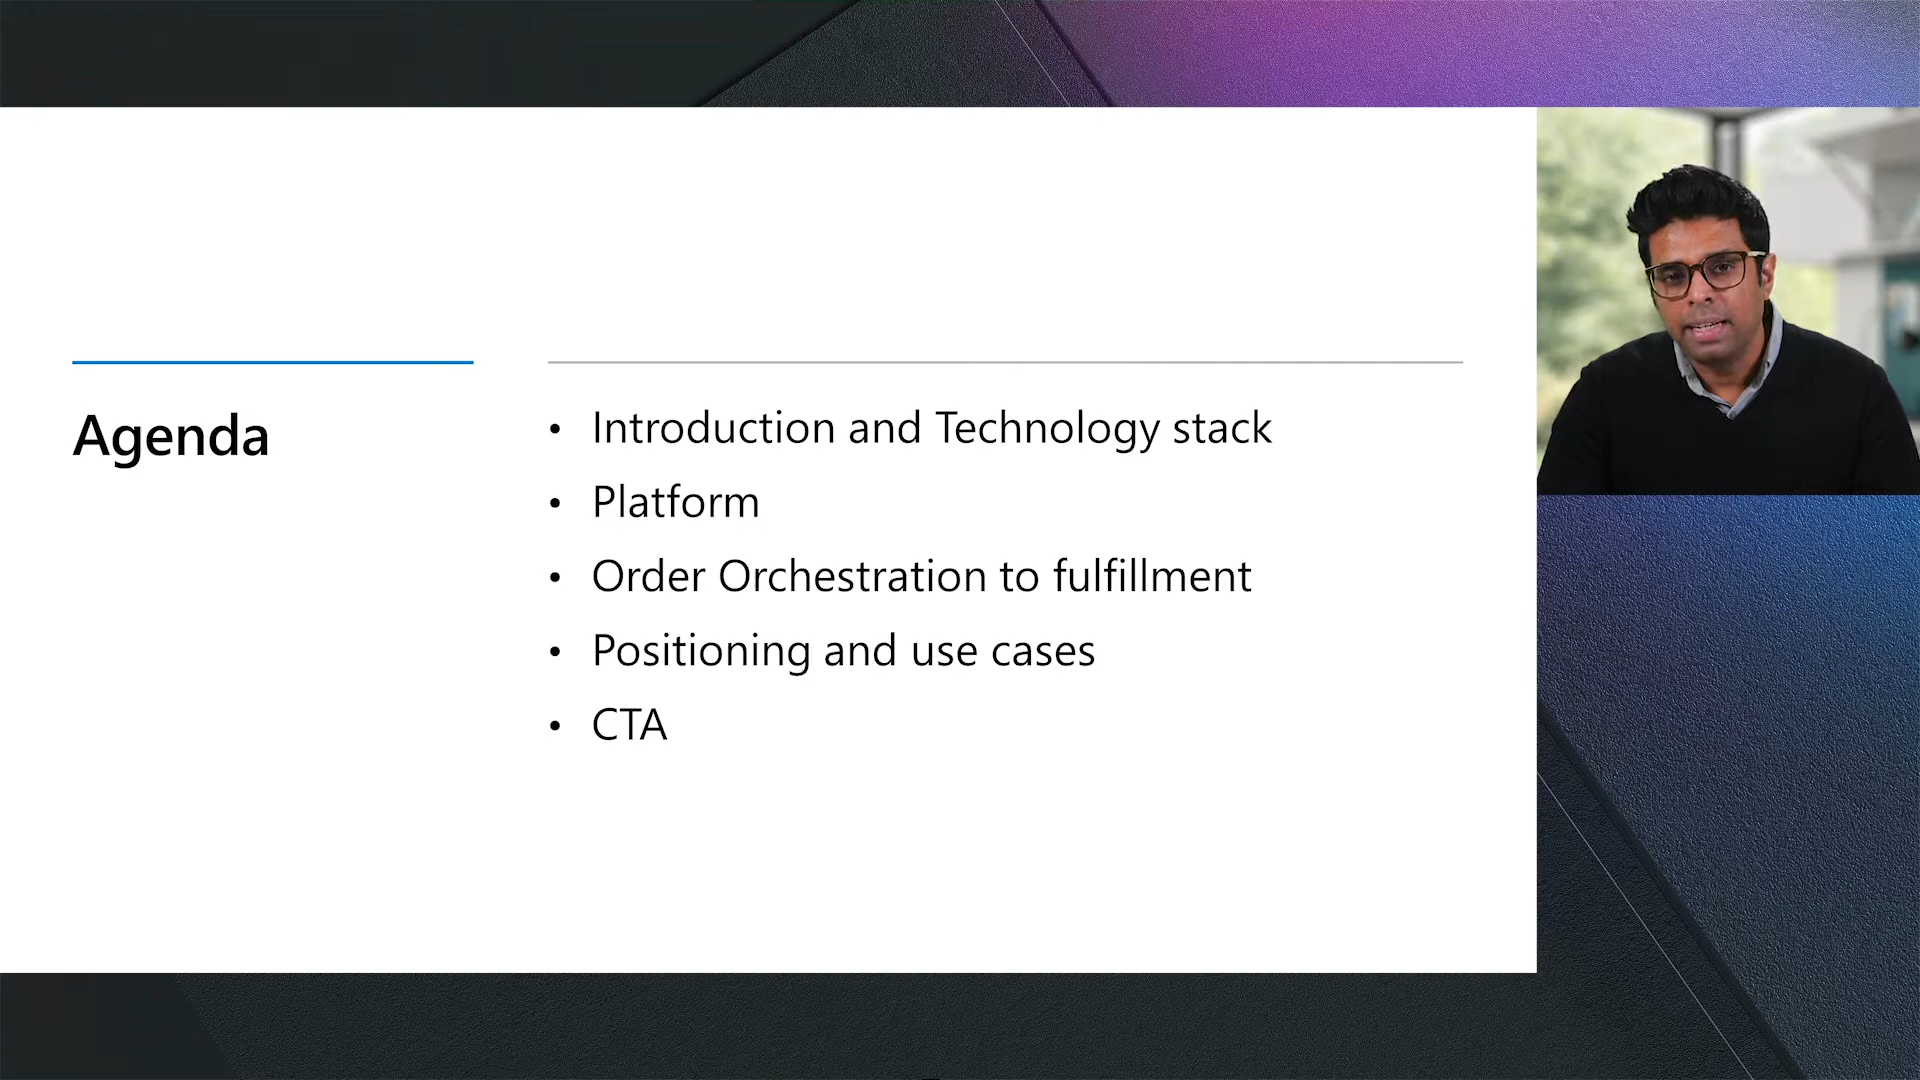 Agenda
• Introduction and Technology stack
• Platform
• Order Orchestration to fulfillment
• Positioning and use cases
• CTA